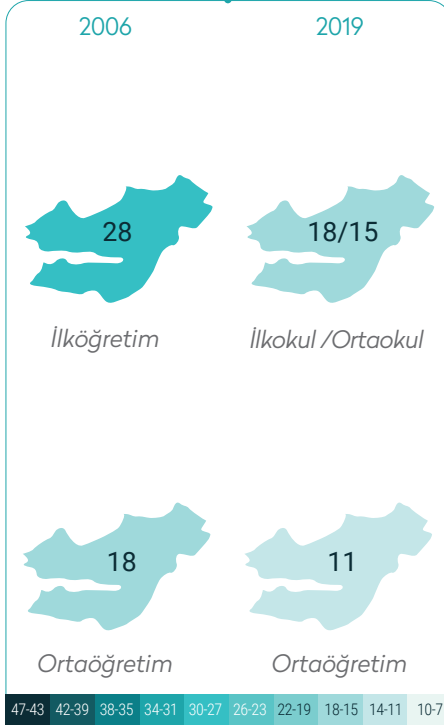 2006 2019
28 18/15
İlköğretim İlkokul /Ortaokul
18 11
Ortaöğretim Ortaöğretim
47-43 42-39 38-35 34-31 30-27 26-23 22-19 18-15 14-11 10-7